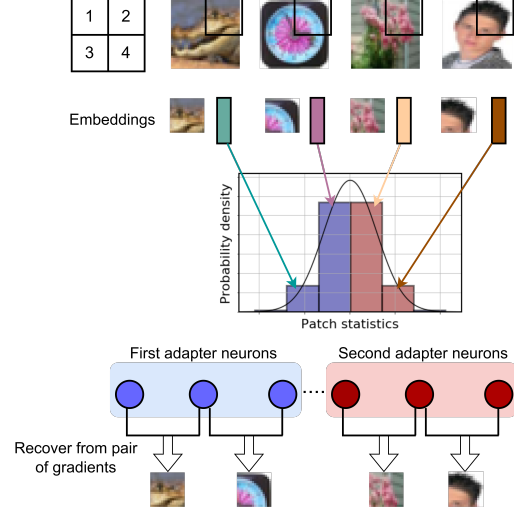 1 2
3 4
Embeddings
Probability density
Patch statistics
First adapter neurons
Second adapter neurons
Recover from pair
of gradients